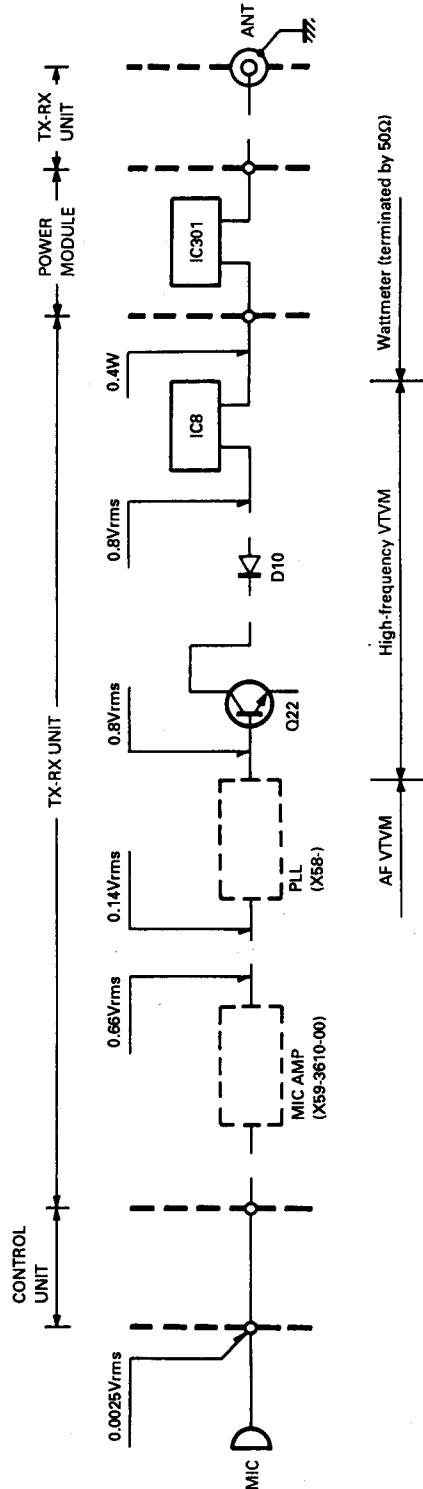 CONTROL
UNIT
TX-RX UNIT
POWER
MODULE
TX-RX
UNIT
0.0025Vrms
0.66Vrms
0.14Vrms
0.8Vrms
0.8Vrms
0.4W
MIC
MIC AMP
(X59-3610-00)
PLL
(X58-)
Q22
D10
IC8
IC301
ANT
AF VTVM
High-frequency VTVM
Wattmeter (terminated by 50Ω)